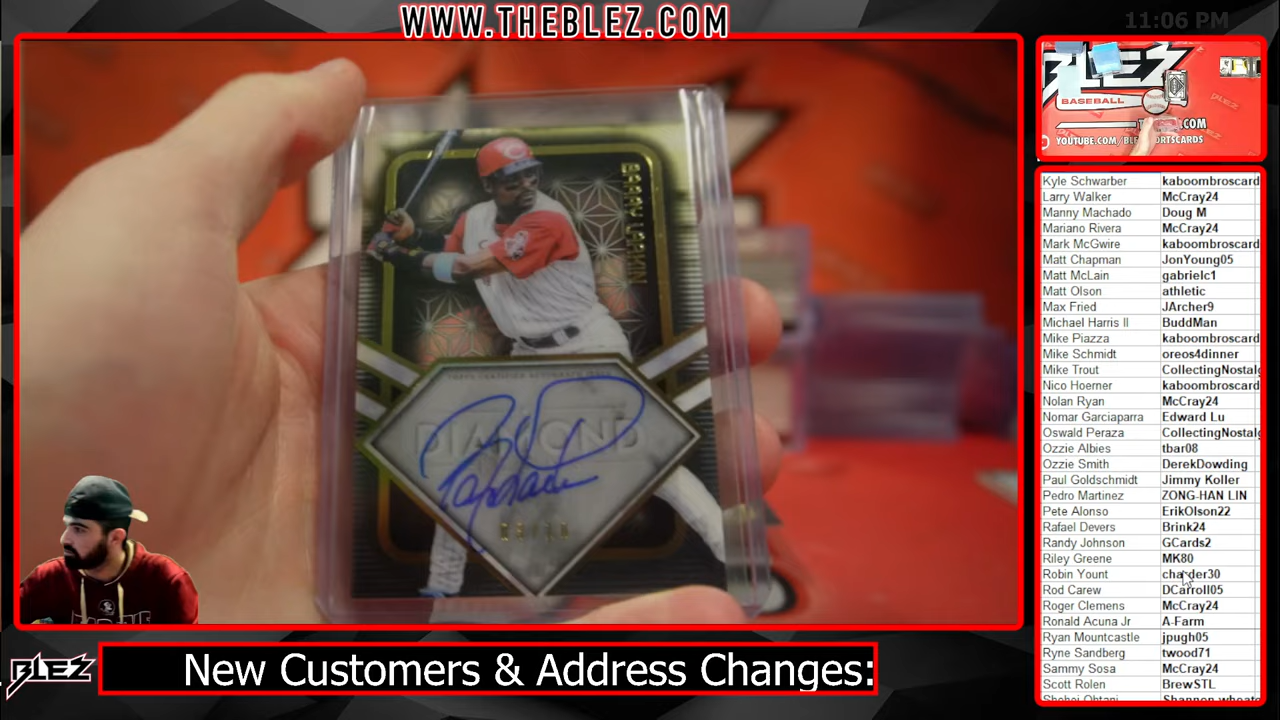 WWW.THEBLEZ.COM
11:06 PM
BARRY LARKIN
BLEZ
BASEBALL
.COM
Kyle Schwarber kaboombroscard
Larry Walker McCray24
Manny Machado Doug M
Mariano Rivera McCray24
Mark McGwire kaboombroscard
Matt Chapman JonYoung05
Matt McLain gabrielc1
Matt Olson athletic
Max Fried JArcher9
Michael Harris II BuddMan
Mike Piazza kaboombroscard
Mike Schmidt oreos4dinner
Mike Trout CollectingNostalg
Nico Hoerner kaboombroscard
Nolan Ryan McCray24
Nomar Garciaparra Edward Lu
Oswald Peraza CollectingNostalg
Ozzie Albies tbar08
Ozzie Smith DerekDowding
Paul Goldschmidt Jimmy Koller
Pedro Martinez ZONG-HAN LIN
Pete Alonso ErikOlson22
Rafael Devers Brink24
Randy Johnson GCards2
Riley Greene MK80
Robin Yount
Rod Carew DCarroll05
Roger Clemens McCray24
Ronald Acuna Jr A-Farm
Ryan Mountcastle jpugh05
Ryne Sandberg twood71
Sammy Sosa McCray24
Scott Rolen BrewSTL
Shohei Ohtani
BLEZ
New Customers & Address Changes: